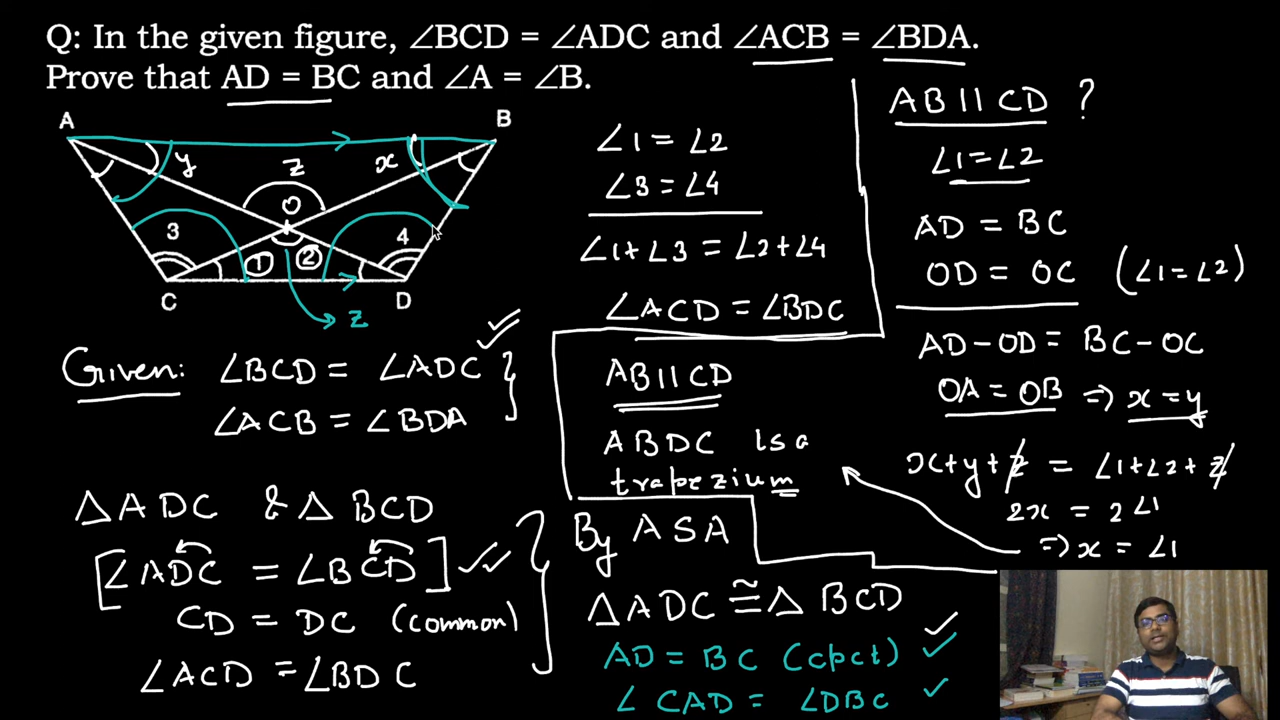 Q: In the given figure, ∠BCD = ∠ADC and ∠ACB = ∠BDA.
Prove that AD = BC and ∠A = ∠B.
A
B
y
z
x
O
3
4
1
2
C
D
z
Given: ∠BCD = ∠ADC
∠ACB = ∠BDA
△ADC & △BCD
[∠ADC = ∠BCD]
CD = DC (common)
∠ACD = ∠BDC
∠1 = ∠2
∠3 = ∠4
∠1+∠3 = ∠2+∠4
∠ACD = ∠BDC
AB || CD
ABDC is a
trapezium
By ASA
△ADC ≅ △BCD
AD = BC (cpct)
∠CAD = ∠DBC
AB || CD ?
∠1 = ∠2
AD = BC
OD = OC (∠1 = ∠2)
AD-OD = BC-OC
OA = OB => x = y
x+y+z = ∠1+∠2+z
2x = 2∠1
=> x = ∠1